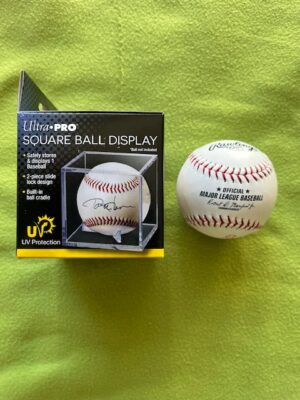 Ultra•PRO
SQUARE BALL DISPLAY
*Ball not included
• Safely stores & displays 1 Baseball
• 2-piece slide lock design
• Built-in ball cradle
UV
UV Protection
Rawlings
★ OFFICIAL ★
MAJOR LEAGUE BASEBALL